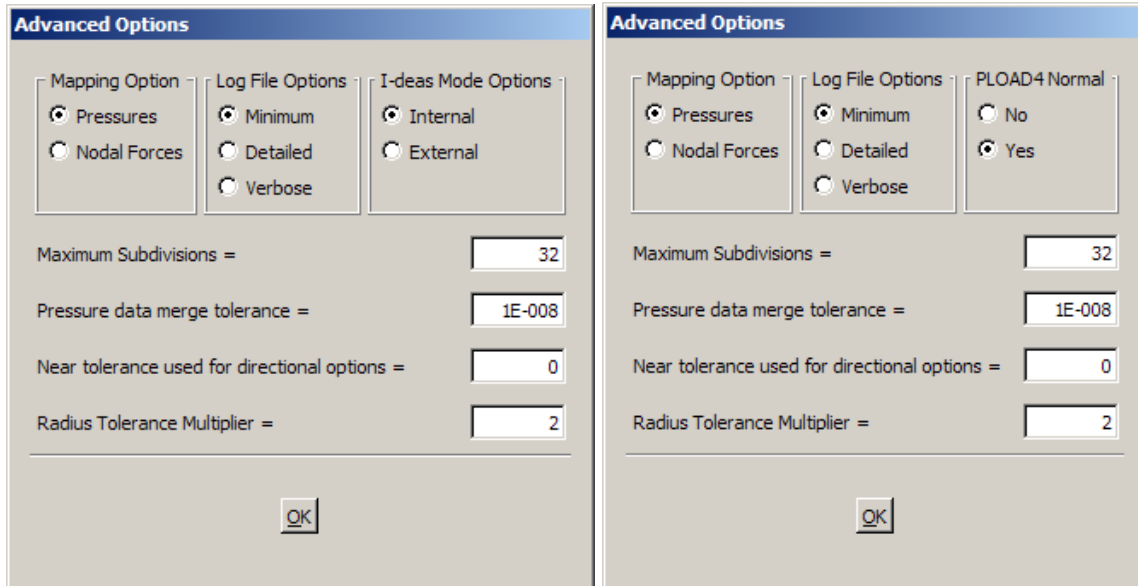 Advanced Options
Mapping Option Log File Options I-deas Mode Options
Pressures Minimum Internal
Nodal Forces Detailed External
Verbose
Maximum Subdivisions = 32
Pressure data merge tolerance = 1E-008
Near tolerance used for directional options = 0
Radius Tolerance Multiplier = 2
OK
Advanced Options
Mapping Option Log File Options PLOAD4 Normal
Pressures Minimum No
Nodal Forces Detailed Yes
Verbose
Maximum Subdivisions = 32
Pressure data merge tolerance = 1E-008
Near tolerance used for directional options = 0
Radius Tolerance Multiplier = 2
OK